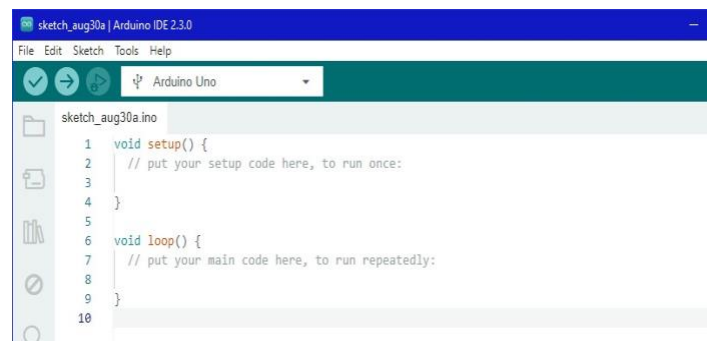 sketch_aug30a | Arduino IDE 2.3.0
File Edit Sketch Tools Help
Arduino Uno
sketch_aug30a.ino
1 void setup() {
2 // put your setup code here, to run once:
3
4 }
5
6 void loop() {
7 // put your main code here, to run repeatedly:
8
9 }
10